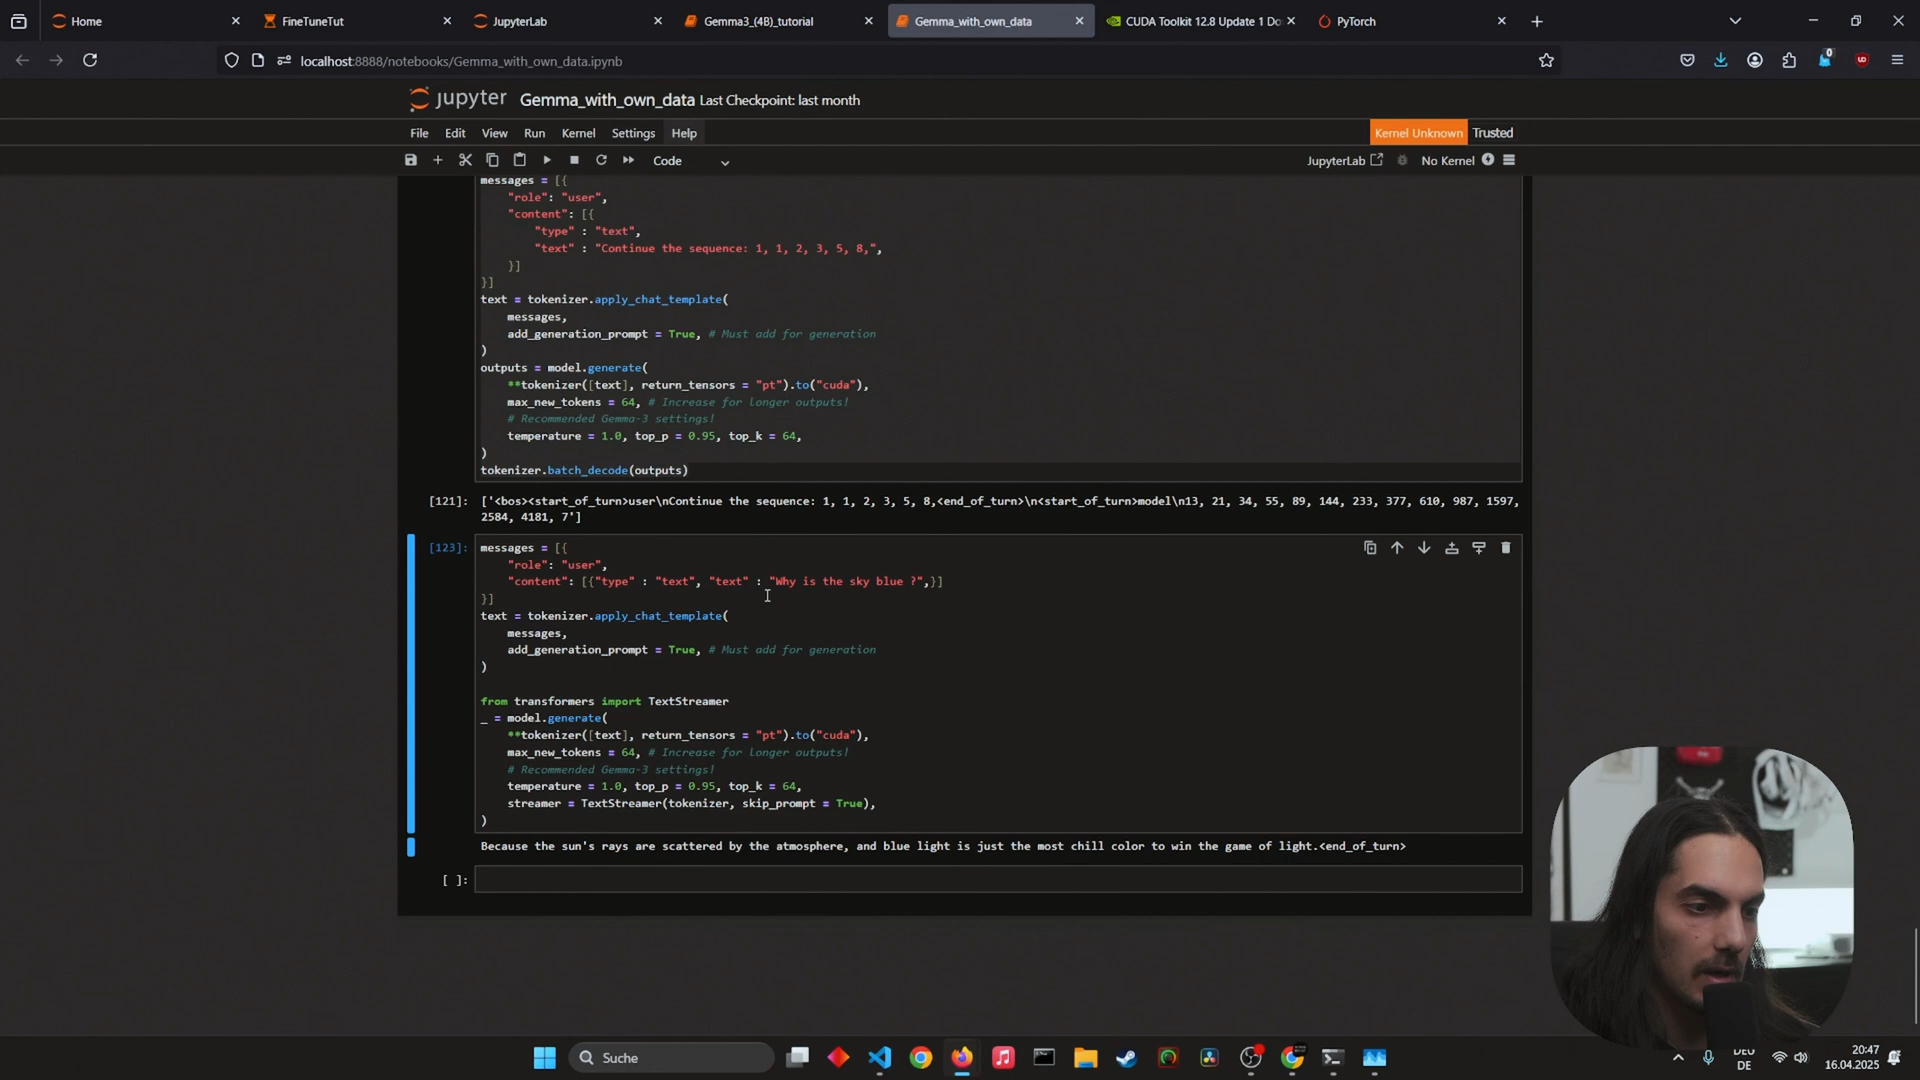 Home
FineTuneTut
JupyterLab
Gemma3_(4B)_tutorial
Gemma_with_own_data
CUDA Toolkit 12.8 Update 1 Do
PyTorch
localhost:8888/notebooks/Gemma_with_own_data.ipynb
0
jupyter Gemma_with_own_data Last Checkpoint: last month
File Edit View Run Kernel Settings Help
Kernel Unknown Trusted
Code
JupyterLab No Kernel
messages = [{
"role": "user",
"content": [{
"type" : "text",
"text" : "Continue the sequence: 1, 1, 2, 3, 5, 8,",
}]
}]
text = tokenizer.apply_chat_template(
messages,
add_generation_prompt = True, # Must add for generation
)
outputs = model.generate(
**tokenizer([text], return_tensors = "pt").to("cuda"),
max_new_tokens = 64, # Increase for longer outputs!
# Recommended Gemma-3 settings!
temperature = 1.0, top_p = 0.95, top_k = 64,
)
tokenizer.batch_decode(outputs)
[121]: ['<bos><start_of_turn>user\nContinue the sequence: 1, 1, 2, 3, 5, 8,<end_of_turn>\n<start_of_turn>model\n13, 21, 34, 55, 89, 144, 233, 377, 610, 987, 1597,
2584, 4181, 7']
[123]: messages = [{
"role": "user",
"content": [{"type" : "text", "text" : "Why is the sky blue ?",}]
}]
text = tokenizer.apply_chat_template(
messages,
add_generation_prompt = True, # Must add for generation
)
from transformers import TextStreamer
_ = model.generate(
**tokenizer([text], return_tensors = "pt").to("cuda"),
max_new_tokens = 64, # Increase for longer outputs!
# Recommended Gemma-3 settings!
temperature = 1.0, top_p = 0.95, top_k = 64,
streamer = TextStreamer(tokenizer, skip_prompt = True),
)
Because the sun's rays are scattered by the atmosphere, and blue light is just the most chill color to win the game of light.<end_of_turn>
[ ]:
Suche
DEU
DE
20:47
16.04.2025